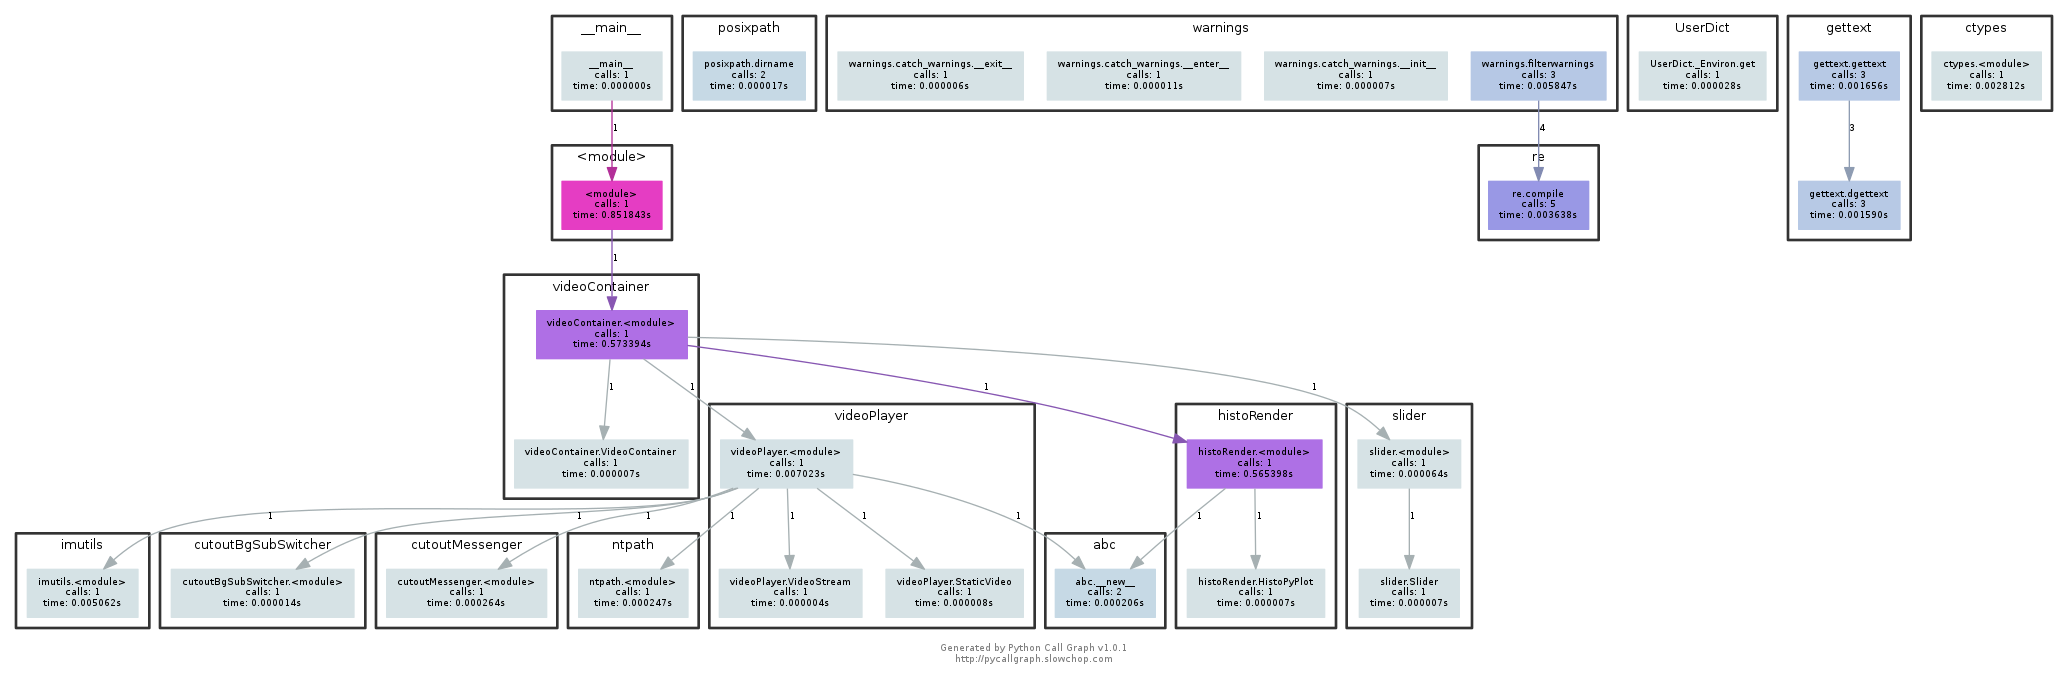 __main__
posixpath
warnings
UserDict
gettext
ctypes
__main__
calls: 1
time: 0.000000s
posixpath.dirname
calls: 2
time: 0.000017s
warnings.catch_warnings.__exit__
calls: 1
time: 0.000006s
warnings.catch_warnings.__enter__
calls: 1
time: 0.000011s
warnings.catch_warnings.__init__
calls: 1
time: 0.000007s
warnings.filterwarnings
calls: 3
time: 0.005847s
UserDict._Environ.get
calls: 1
time: 0.000028s
gettext.gettext
calls: 3
time: 0.001656s
ctypes.<module>
calls: 1
time: 0.002812s
1
4
3
<module>
re
<module>
calls: 1
time: 0.851843s
re.compile
calls: 5
time: 0.003638s
gettext.dgettext
calls: 3
time: 0.001590s
1
videoContainer
videoContainer.<module>
calls: 1
time: 0.573394s
1
1
1
1
videoPlayer
histoRender
slider
videoContainer.VideoContainer
calls: 1
time: 0.000007s
videoPlayer.<module>
calls: 1
time: 0.007023s
histoRender.<module>
calls: 1
time: 0.565398s
slider.<module>
calls: 1
time: 0.000064s
1
1
1
1
1
1
1
1
1
1
imutils
cutoutBgSubSwitcher
cutoutMessenger
ntpath
abc
imutils.<module>
calls: 1
time: 0.005062s
cutoutBgSubSwitcher.<module>
calls: 1
time: 0.000014s
cutoutMessenger.<module>
calls: 1
time: 0.000264s
ntpath.<module>
calls: 1
time: 0.000247s
videoPlayer.VideoStream
calls: 1
time: 0.000004s
videoPlayer.StaticVideo
calls: 1
time: 0.000008s
abc.__new__
calls: 2
time: 0.000206s
histoRender.HistoPyPlot
calls: 1
time: 0.000007s
slider.Slider
calls: 1
time: 0.000007s
Generated by Python Call Graph v1.0.1
http://pycallgraph.slowchop.com